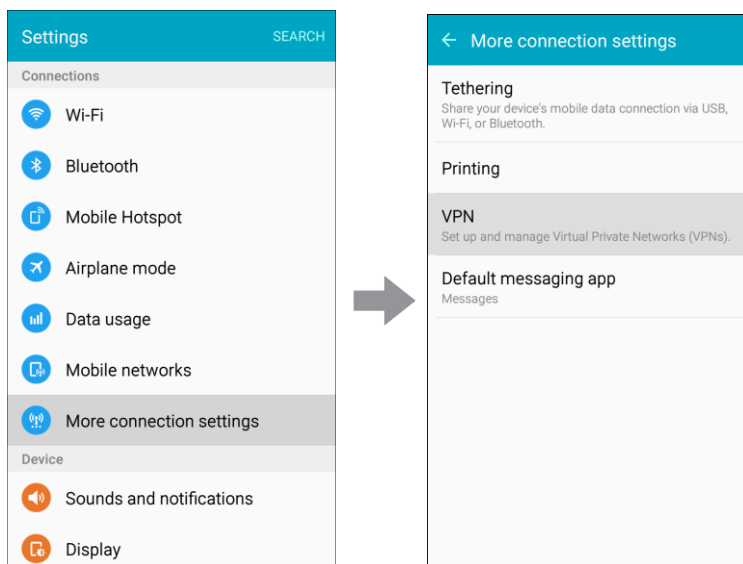 Settings
SEARCH
Connections
Wi-Fi
Bluetooth
Mobile Hotspot
Airplane mode
Data usage
Mobile networks
More connection settings
Device
Sounds and notifications
Display
More connection settings
Tethering
Share your device's mobile data connection via USB,
Wi-Fi, or Bluetooth.
Printing
VPN
Set up and manage Virtual Private Networks (VPNs).
Default messaging app
Messages